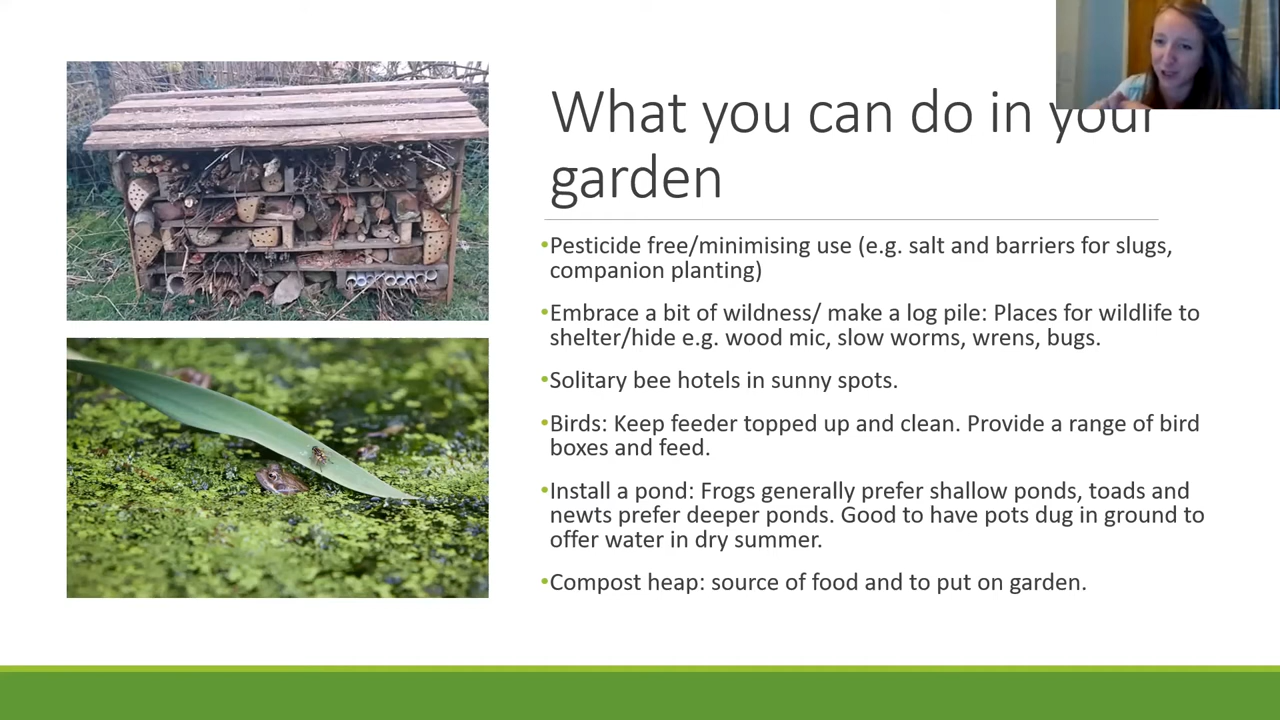 What you can do in your
garden
•Pesticide free/minimising use (e.g. salt and barriers for slugs,
companion planting)
•Embrace a bit of wildness/ make a log pile: Places for wildlife to
shelter/hide e.g. wood mic, slow worms, wrens, bugs.
•Solitary bee hotels in sunny spots.
•Birds: Keep feeder topped up and clean. Provide a range of bird
boxes and feed.
•Install a pond: Frogs generally prefer shallow ponds, toads and
newts prefer deeper ponds. Good to have pots dug in ground to
offer water in dry summer.
•Compost heap: source of food and to put on garden.